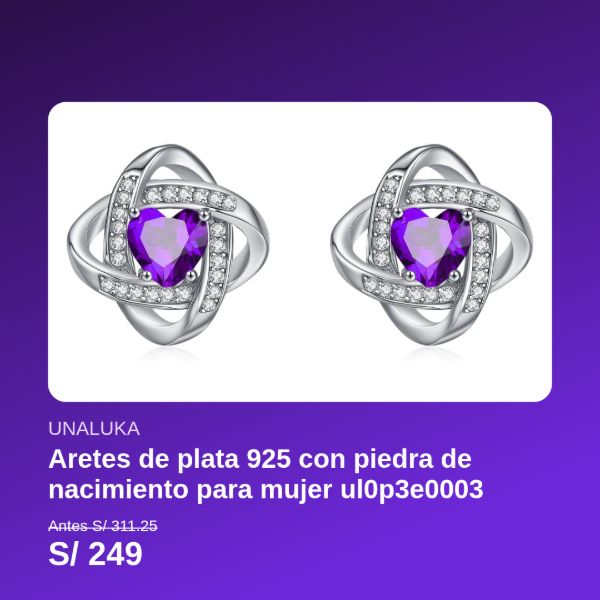 UNALUKA
Aretes de plata 925 con piedra de
nacimiento para mujer ul0p3e0003
Antes S/ 311.25
S/ 249